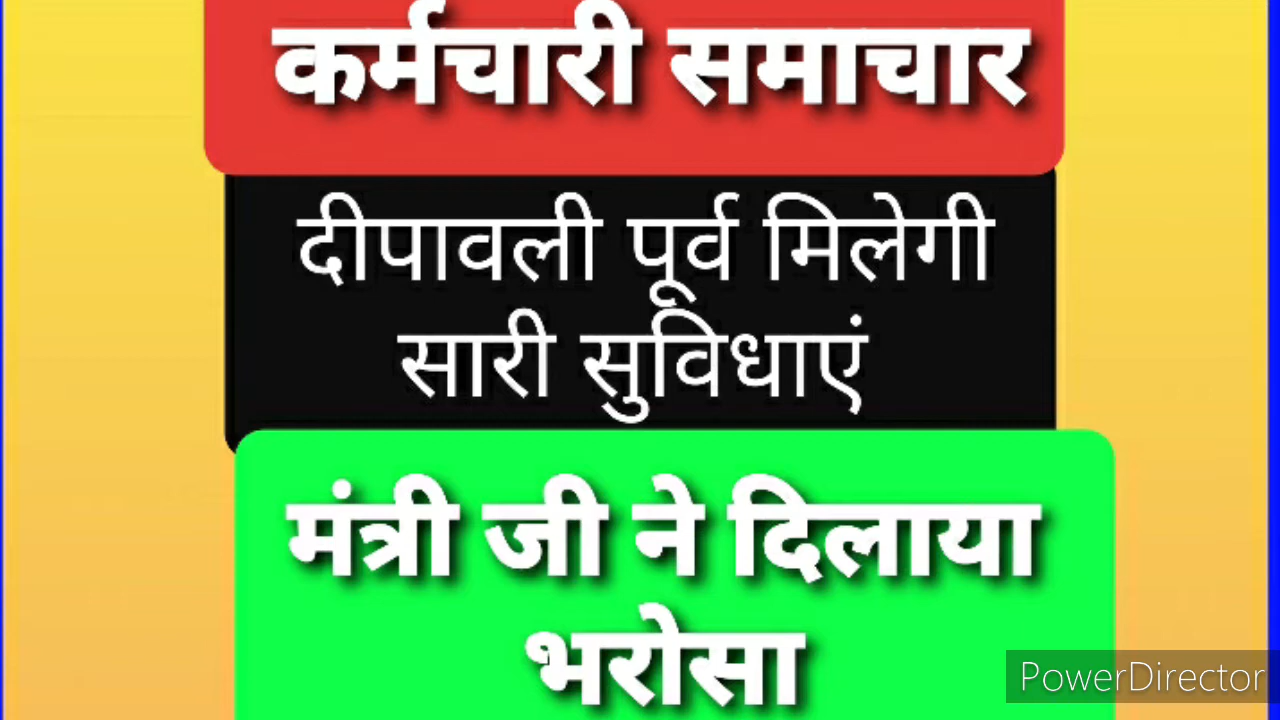 कर्मचारी समाचार
दीपावली पूर्व मिलेगी
सारी सुविधाएं
मंत्री जी ने दिलाया
भरोसा
PowerDirector